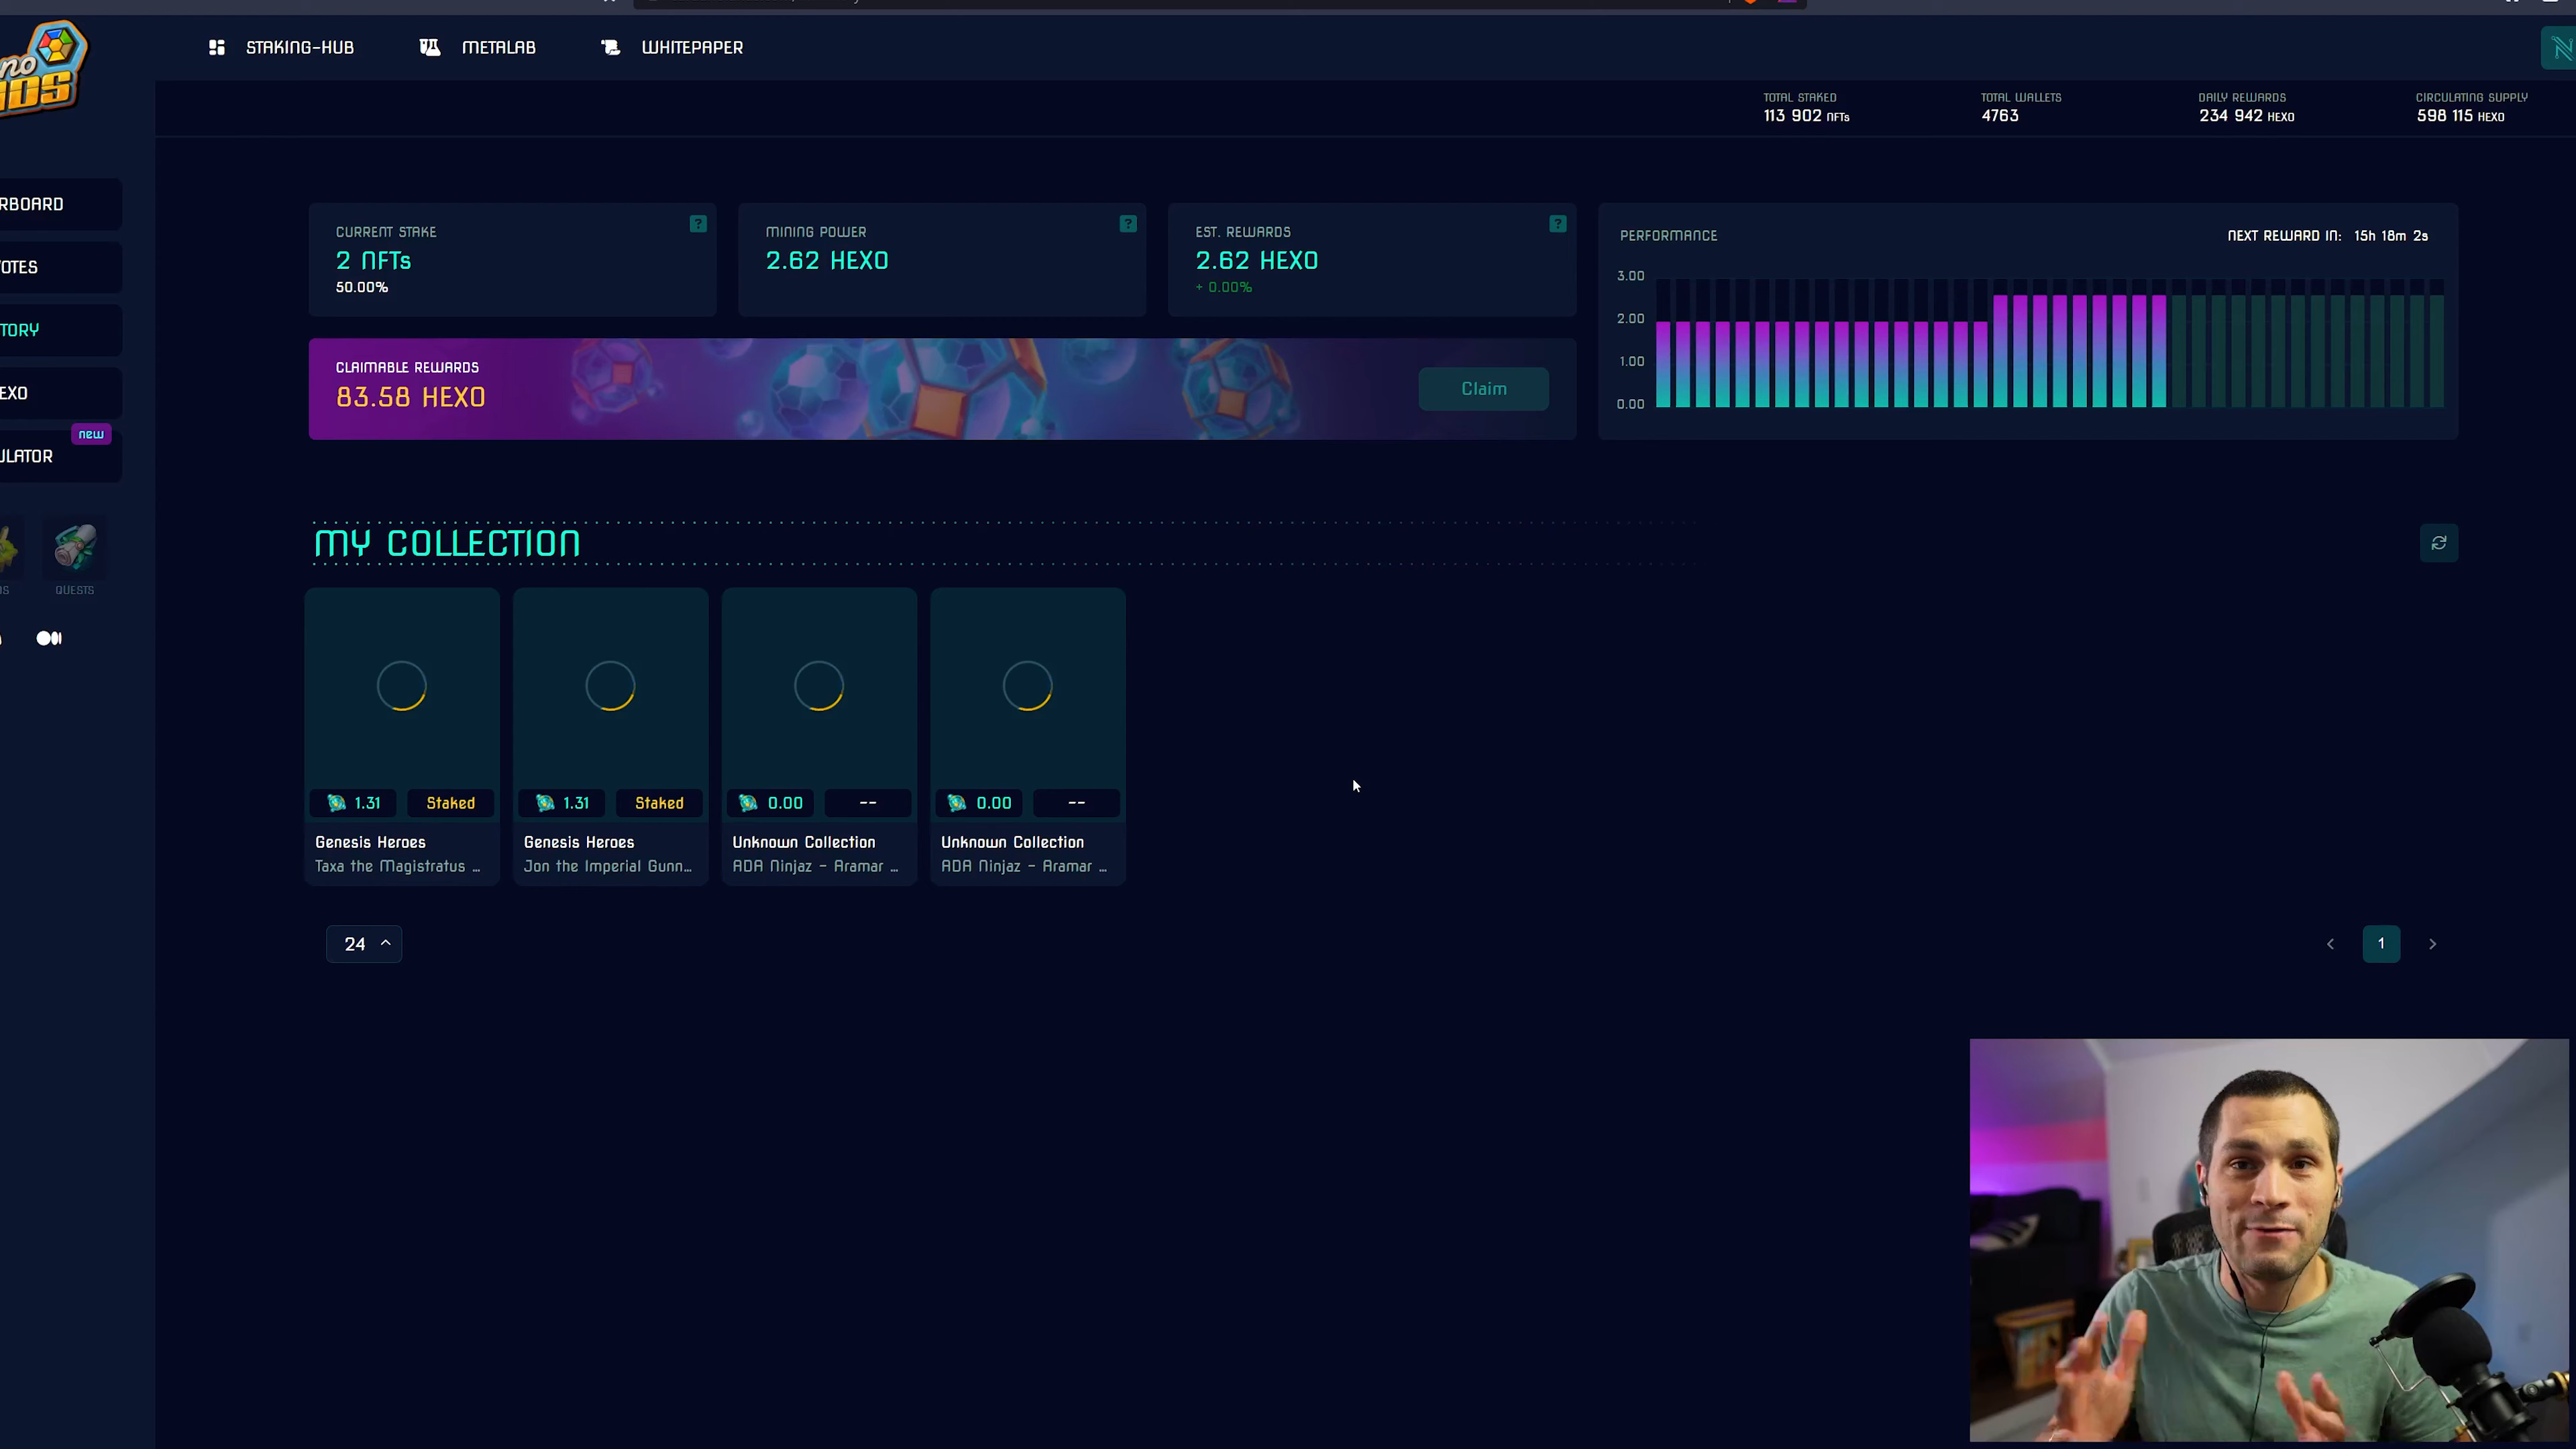 no
STAKING-HUB
METALAB
WHITEPAPER
TOTAL STAKED
113 902 NFTs
TOTAL WALLETS
4763
DAILY REWARDS
234 942 HEXO
CIRCULATING SUPPLY
598 115 HEXO
RBOARD
OTES
TORY
EXO
new
ULATOR
QUESTS
CURRENT STAKE
2 NFTs
50.00%
?
MINING POWER
2.62 HEXO
?
EST. REWARDS
2.62 HEXO
+ 0.00%
?
CLAIMABLE REWARDS
83.58 HEXO
Claim
PERFORMANCE
NEXT REWARD IN: 15h 18m 2s
3.00
2.00
1.00
0.00
MY COLLECTION
1.31 Staked
Genesis Heroes
Taxa the Magistratus ...
1.31 Staked
Genesis Heroes
Jon the Imperial Gunn...
0.00 --
Unknown Collection
ADA Ninjaz - Aramar ...
0.00 --
Unknown Collection
ADA Ninjaz - Aramar ...
24
1